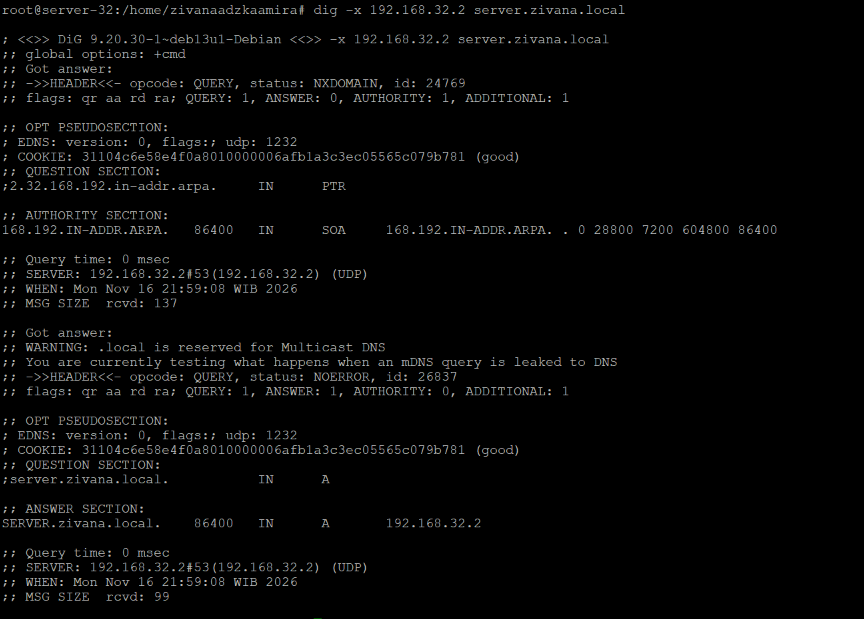 root@server-32:/home/zivanaadzkaamira# dig -x 192.168.32.2 server.zivana.local
; <<>> DiG 9.20.30-1~deb13u1-Debian <<>> -x 192.168.32.2 server.zivana.local
;; global options: +cmd
;; Got answer:
;; ->>HEADER<<- opcode: QUERY, status: NXDOMAIN, id: 24769
;; flags: qr aa rd ra; QUERY: 1, ANSWER: 0, AUTHORITY: 1, ADDITIONAL: 1
;; OPT PSEUDOSECTION:
; EDNS: version: 0, flags:; udp: 1232
; COOKIE: 31104c6e58e4f0a8010000006afb1a3c3ec05565c079b781 (good)
;; QUESTION SECTION:
;2.32.168.192.in-addr.arpa. IN PTR
;; AUTHORITY SECTION:
168.192.IN-ADDR.ARPA. 86400 IN SOA 168.192.IN-ADDR.ARPA. . 0 28800 7200 604800 86400
;; Query time: 0 msec
;; SERVER: 192.168.32.2#53(192.168.32.2) (UDP)
;; WHEN: Mon Nov 16 21:59:08 WIB 2026
;; MSG SIZE rcvd: 137
;; Got answer:
;; WARNING: .local is reserved for Multicast DNS
;; You are currently testing what happens when an mDNS query is leaked to DNS
;; ->>HEADER<<- opcode: QUERY, status: NOERROR, id: 26837
;; flags: qr aa rd ra; QUERY: 1, ANSWER: 1, AUTHORITY: 0, ADDITIONAL: 1
;; OPT PSEUDOSECTION:
; EDNS: version: 0, flags:; udp: 1232
; COOKIE: 31104c6e58e4f0a8010000006afb1a3c3ec05565c079b781 (good)
;; QUESTION SECTION:
;server.zivana.local. IN A
;; ANSWER SECTION:
SERVER.zivana.local. 86400 IN A 192.168.32.2
;; Query time: 0 msec
;; SERVER: 192.168.32.2#53(192.168.32.2) (UDP)
;; WHEN: Mon Nov 16 21:59:08 WIB 2026
;; MSG SIZE rcvd: 99